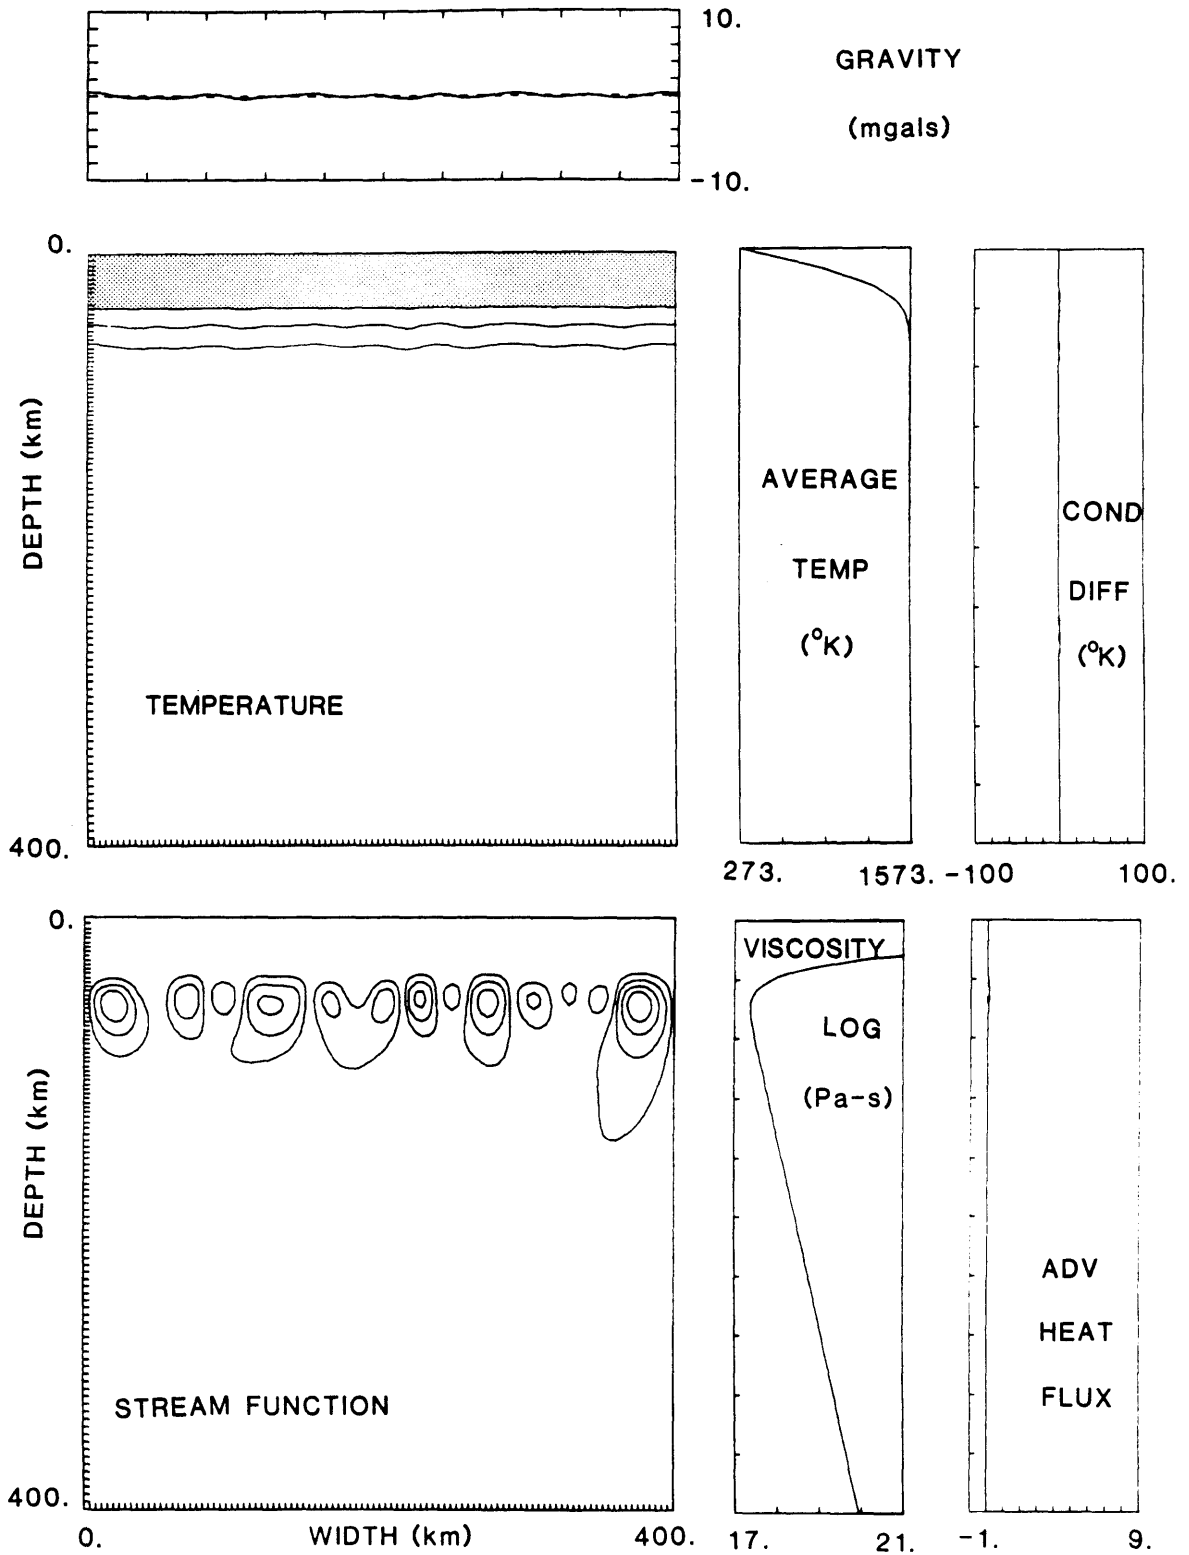 10.
GRAVITY
(mgals)
-10.
0.
DEPTH (km)
TEMPERATURE
400.
AVERAGE
TEMP
(°K)
273.
1573.
COND
DIFF
(°K)
-100
100.
0.
DEPTH (km)
STREAM FUNCTION
400.
0.
WIDTH (km)
400.
VISCOSITY
LOG
(Pa-s)
17.
21.
ADV
HEAT
FLUX
-1.
9.